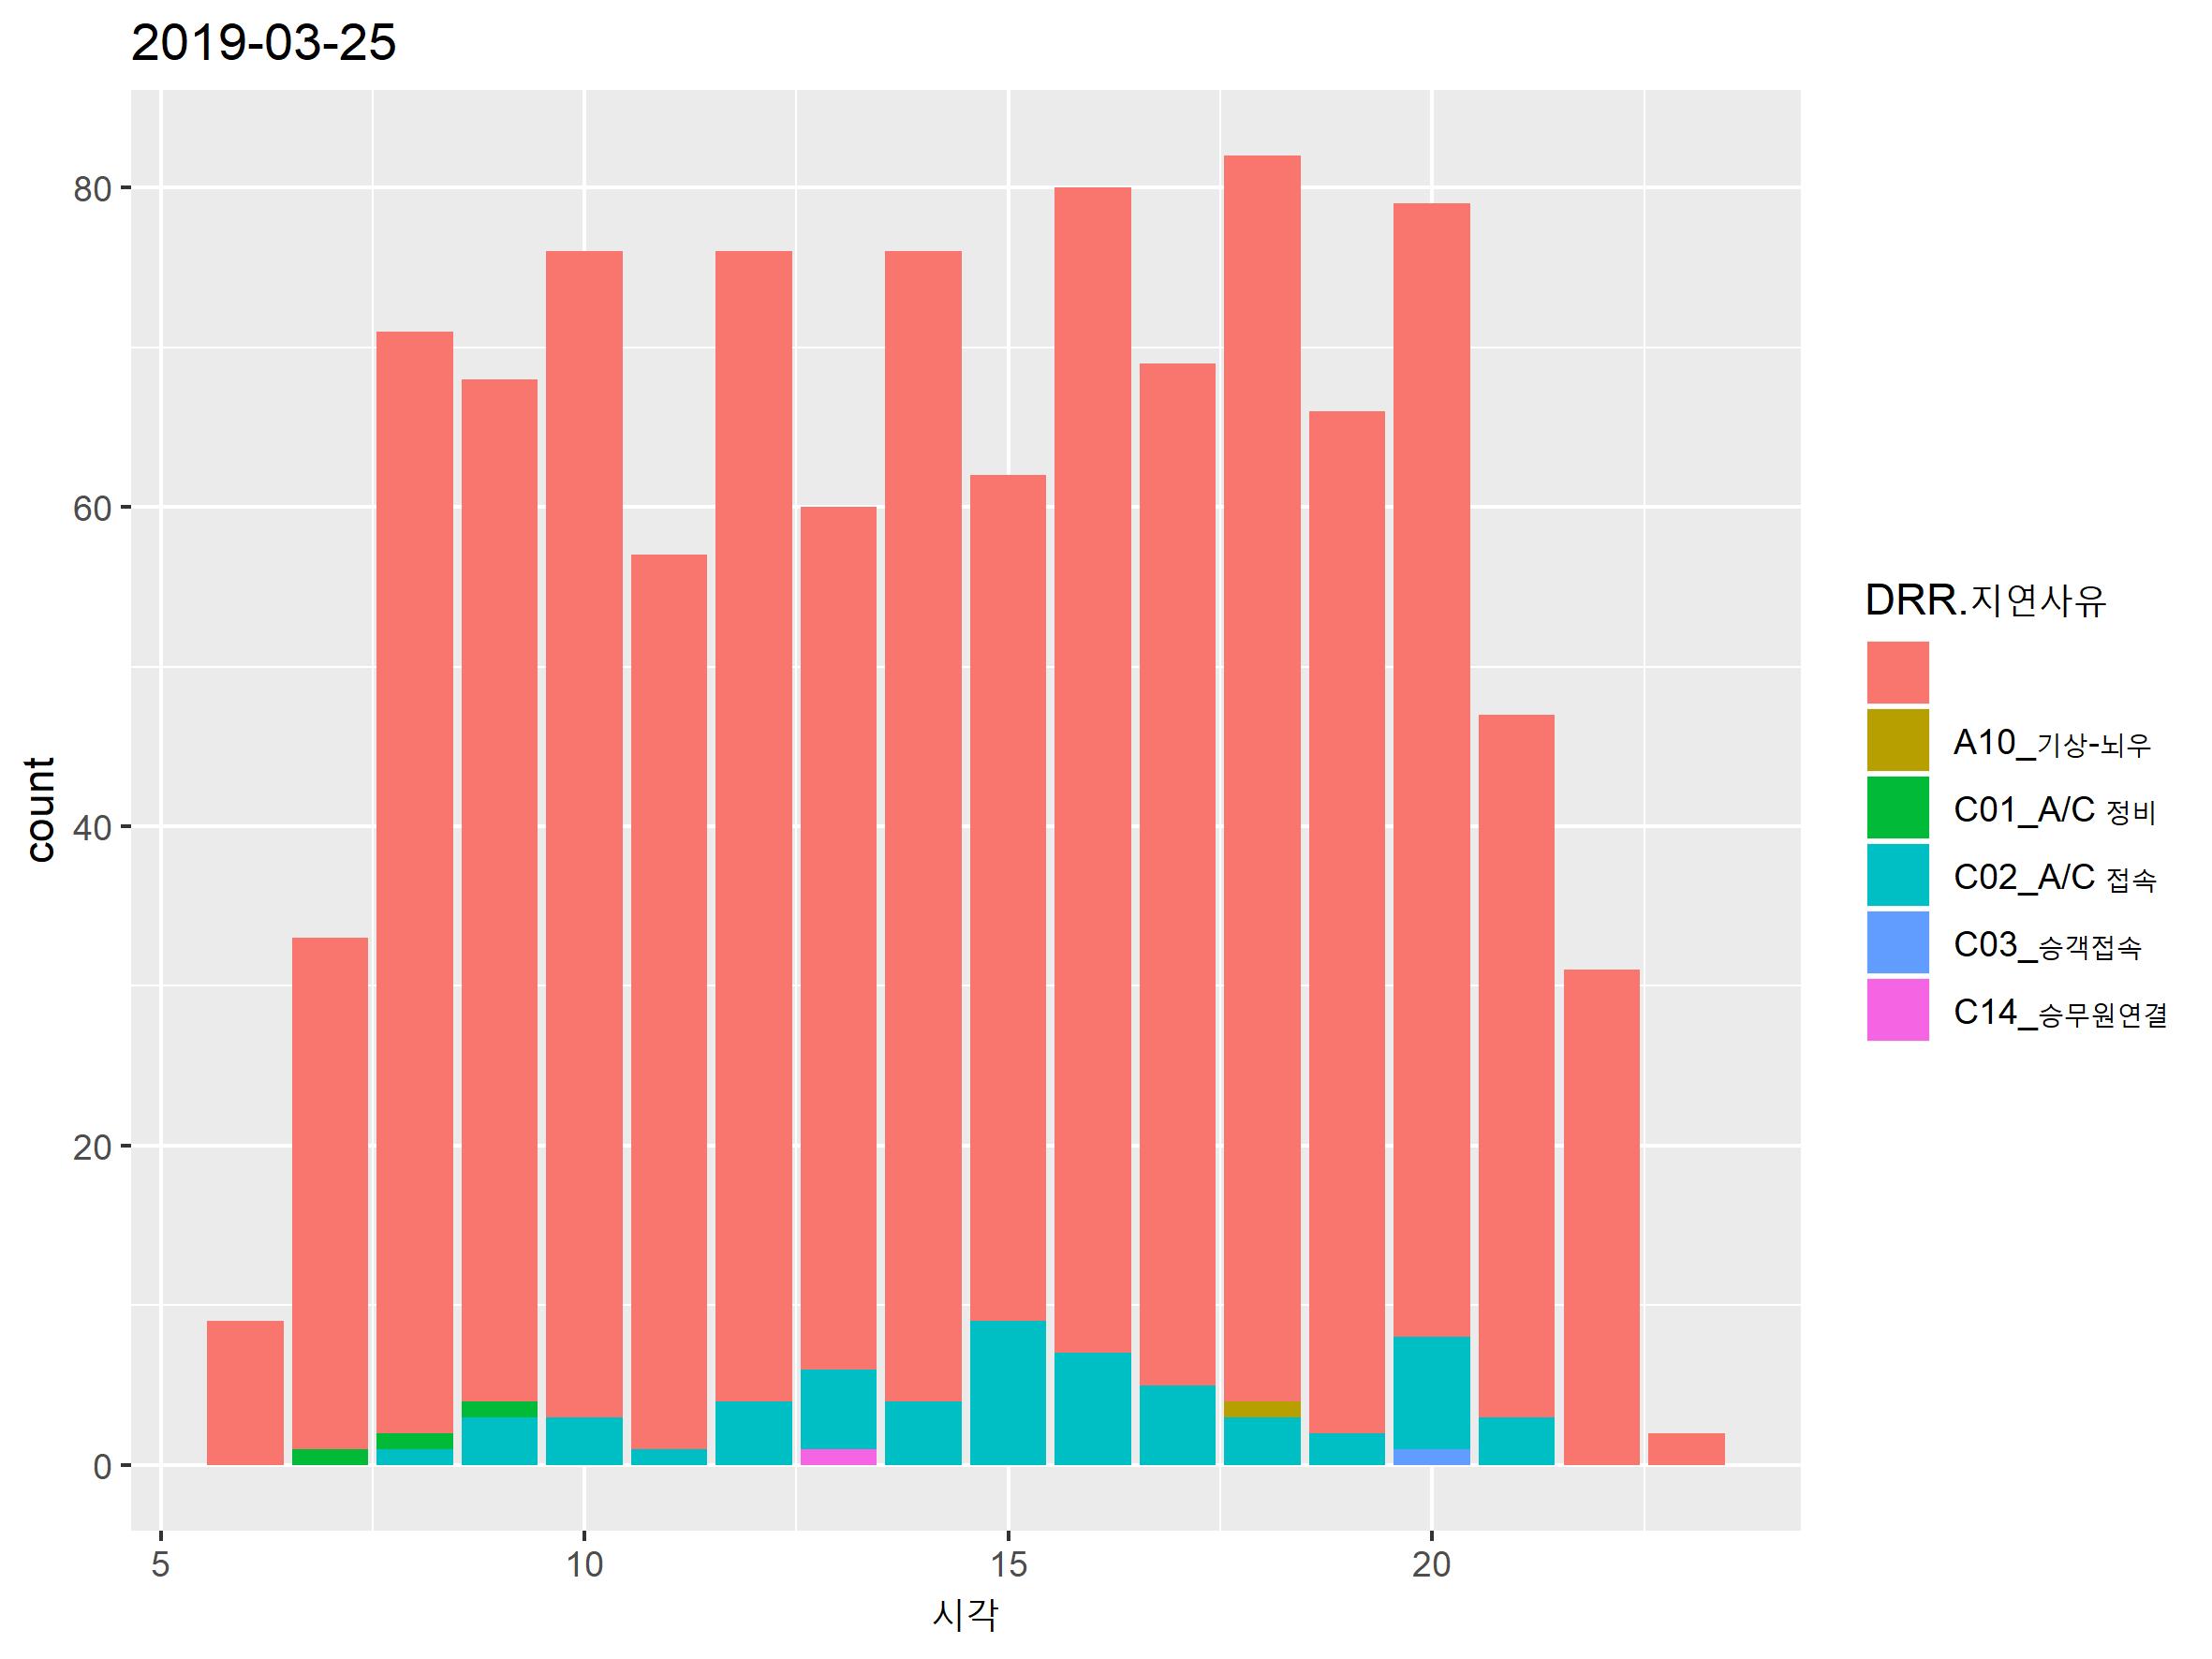 2019-03-25
80
60
40
20
0
count
5 10 15 20
시각
DRR.지연사유
A10_기상-뇌우
C01_A/C 정비
C02_A/C 접속
C03_승객접속
C14_승무원연결